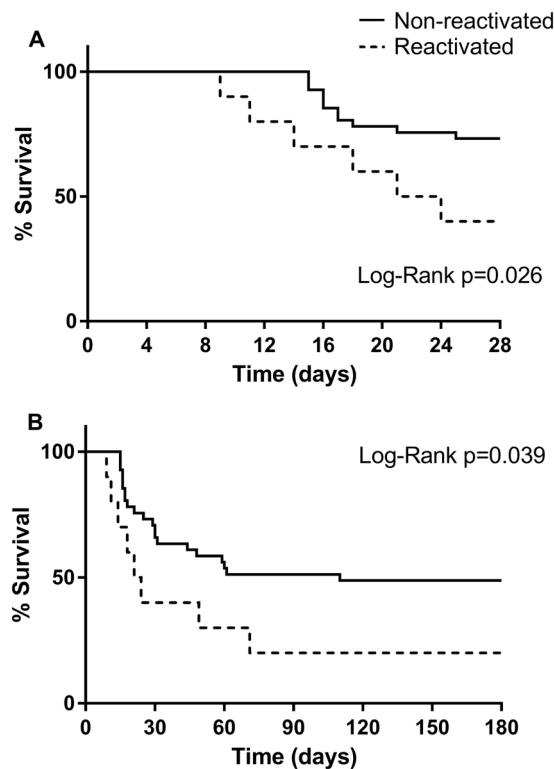 Non-reactivated
Reactivated
A
100
50
0
% Survival
Log-Rank p=0.026
0 4 8 12 16 20 24 28
Time (days)
B
100
50
0
% Survival
Log-Rank p=0.039
0 30 60 90 120 150 180
Time (days)